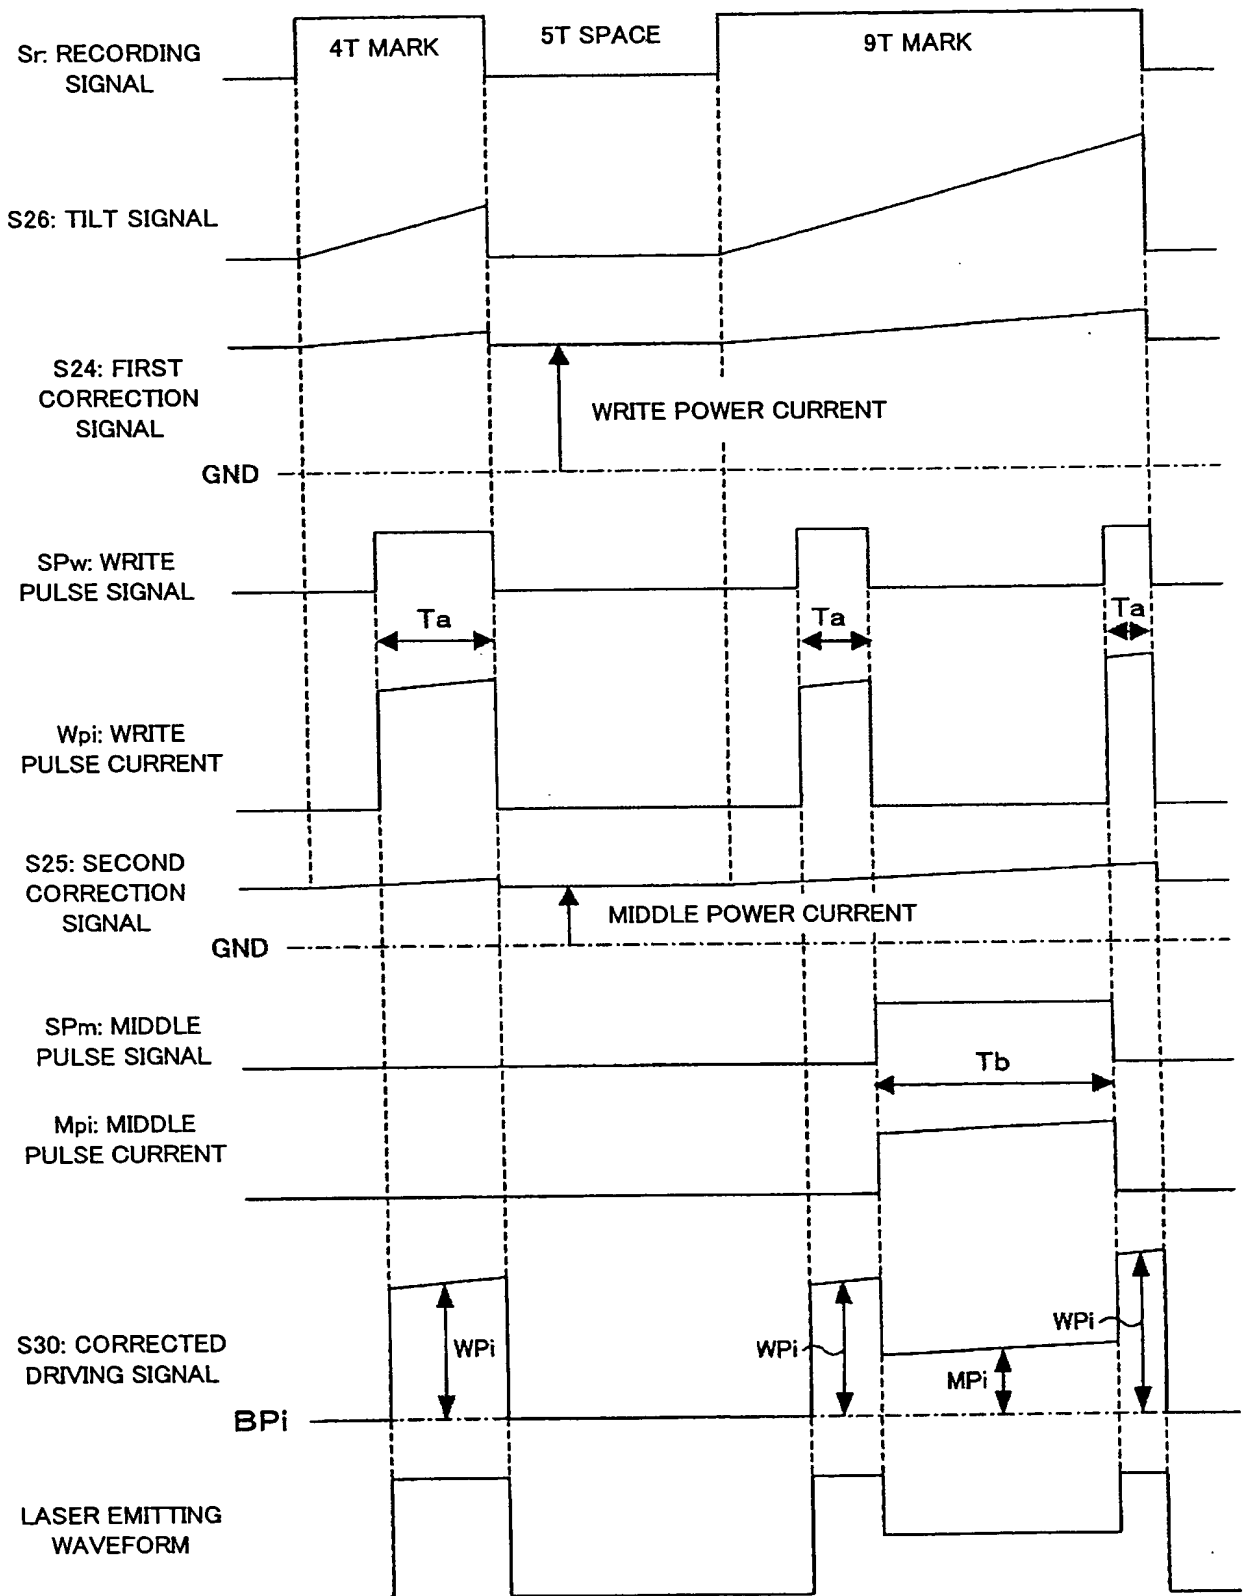 4T MARK
5T SPACE
9T MARK
Sr: RECORDING
SIGNAL
S26: TILT SIGNAL
S24: FIRST
CORRECTION
SIGNAL
WRITE POWER CURRENT
GND
SPw: WRITE
PULSE SIGNAL
Ta
Ta
Ta
Wpi: WRITE
PULSE CURRENT
S25: SECOND
CORRECTION
SIGNAL
MIDDLE POWER CURRENT
GND
SPm: MIDDLE
PULSE SIGNAL
Tb
Mpi: MIDDLE
PULSE CURRENT
S30: CORRECTED
DRIVING SIGNAL
WPi
WPi
MPi
WPi
BPi
LASER EMITTING
WAVEFORM